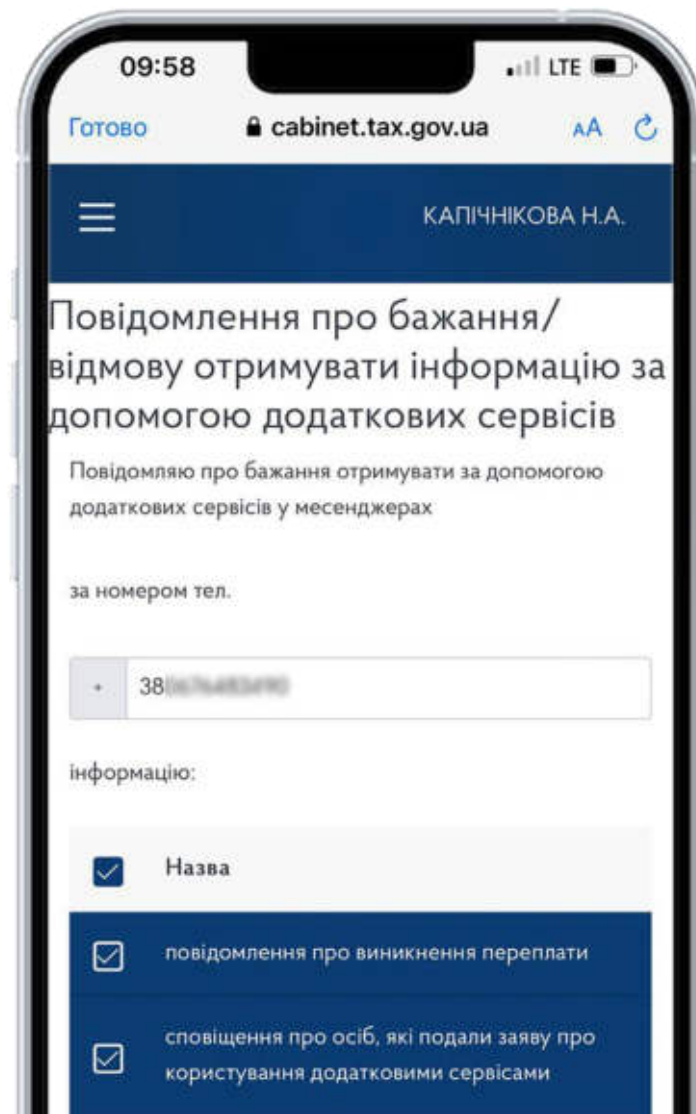 09:58 LTE
Готово cabinet.tax.gov.ua AA
КАПІЧНІКОВА Н.А.
Повідомлення про бажання/
відмову отримувати інформацію за
допомогою додаткових сервісів
Повідомляю про бажання отримувати за допомогою
додаткових сервісів у месенджерах
за номером тел.
+ 38
інформацію:
Назва
повідомлення про виникнення переплати
сповіщення про осіб, які подали заяву про
користування додатковими сервісами